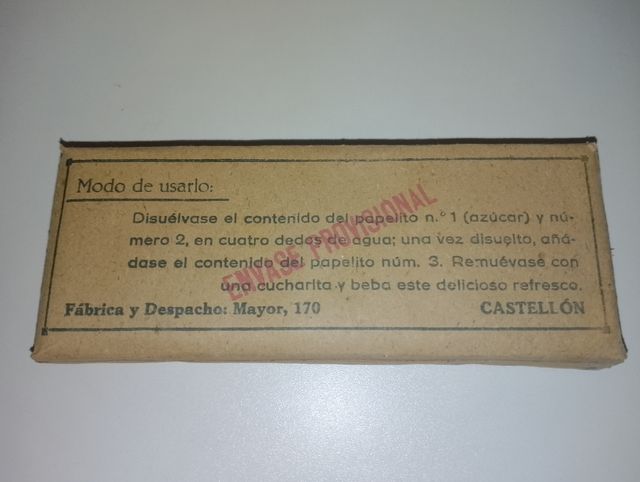 Modo de usarlo:
Disuélvase el contenido del papelito n.º 1 (azúcar) y nú-
mero 2, en cuatro dedos de agua; una vez disuelto, añá-
dase el contenido del papelito núm. 3. Remuévase con
una cucharita y beba este delicioso refresco.
ENVASE PROVISIONAL
Fábrica y Despacho: Mayor, 170 CASTELLÓN